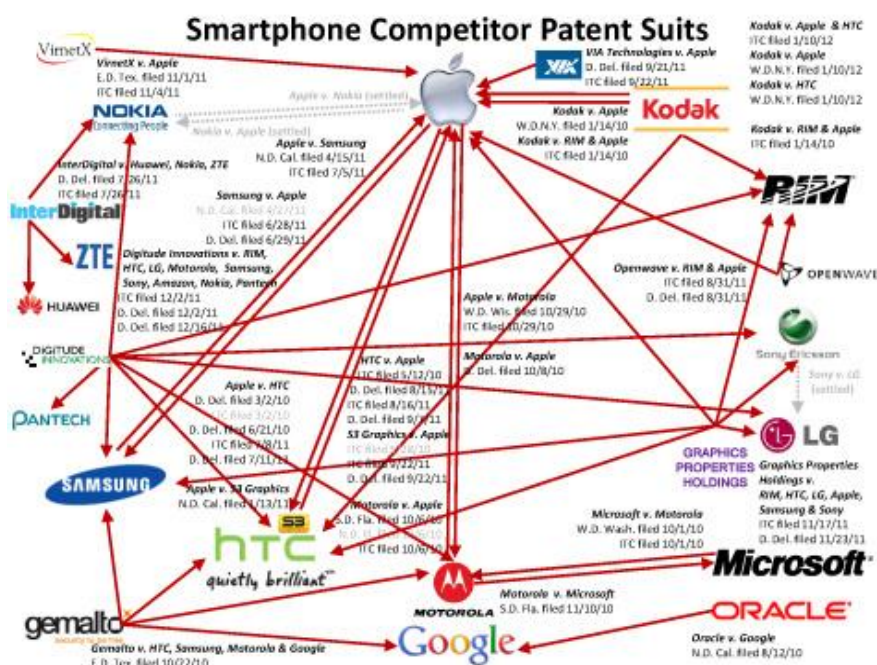 Smartphone Competitor Patent Suits
VirnetX
VirnetX v. Apple
E.D. Tex. filed 11/1/11
ITC filed 11/4/11
NOKIA
Connecting People
Apple v. Nokia (settled)
Nokia v. Apple (settled)
VIA
VIA Technologies v. Apple
D. Del. filed 9/21/11
ITC filed 9/22/11
Kodak v. Apple & HTC
ITC filed 1/10/12
Kodak v. Apple
W.D.N.Y. filed 1/10/12
Kodak v. HTC
W.D.N.Y. filed 1/10/12
Kodak
Kodak v. RIM & Apple
ITC filed 1/14/10
Kodak v. Apple
W.D.N.Y. filed 1/14/10
Kodak v. RIM & Apple
ITC filed 1/14/10
Apple v. Samsung
N.D. Cal. filed 4/15/11
ITC filed 7/5/11
InterDigital v. Huawei, Nokia, ZTE
D. Del. filed 7/26/11
ITC filed 7/26/11
InterDigital
Samsung v. Apple
N.D. Cal. filed 4/27/11
ITC filed 6/28/11
D. Del. filed 6/29/11
RIM
ZTE
HUAWEI
Digitude Innovations v. RIM,
HTC, LG, Motorola, Samsung,
Sony, Amazon, Nokia, Pantech
ITC filed 12/2/11
D. Del. filed 12/2/11
D. Del. filed 12/16/11
Openwave v. RIM & Apple
ITC filed 8/31/11
D. Del. filed 8/31/11
OPENWAVE
Apple v. Motorola
W.D. Wis. filed 10/29/10
ITC filed 10/29/10
DIGITUDE
INNOVATIONS
Sony Ericsson
Sony v. LG
(settled)
Motorola v. Apple
D. Del. filed 10/8/10
HTC v. Apple
ITC filed 5/12/10
D. Del. filed
ITC filed 8/16/11
D. Del. filed
S3 Graphics v. Apple
ITC filed
D. Del. filed 9/22/11
Apple v. HTC
D. Del. filed 3/2/10
ITC filed 3/2/10
D. Del. filed 6/21/10
ITC filed 7/8/11
D. Del. filed 7/11/11
PANTECH
LG
GRAPHICS
PROPERTIES
HOLDINGS
Graphics Properties
Holdings v.
RIM, HTC, LG, Apple,
Samsung & Sony
ITC filed 11/17/11
D. Del. filed 11/23/11
SAMSUNG
Apple v. S3 Graphics
N.D. Cal. filed 1/13/11
S3
hTC
quietly brilliant™
Motorola v. Apple
S.D. Fla. filed 10/6/10
ITC filed 10/6/10
Microsoft v. Motorola
W.D. Wash. filed 10/1/10
ITC filed 10/1/10
Microsoft
MOTOROLA
Motorola v. Microsoft
S.D. Fla. filed 11/10/10
ORACLE
gemalto
Google
Oracle v. Google
N.D. Cal. filed 8/12/10
Gemalto v. HTC, Samsung, Motorola & Google
E.D. Tex. filed 10/22/10